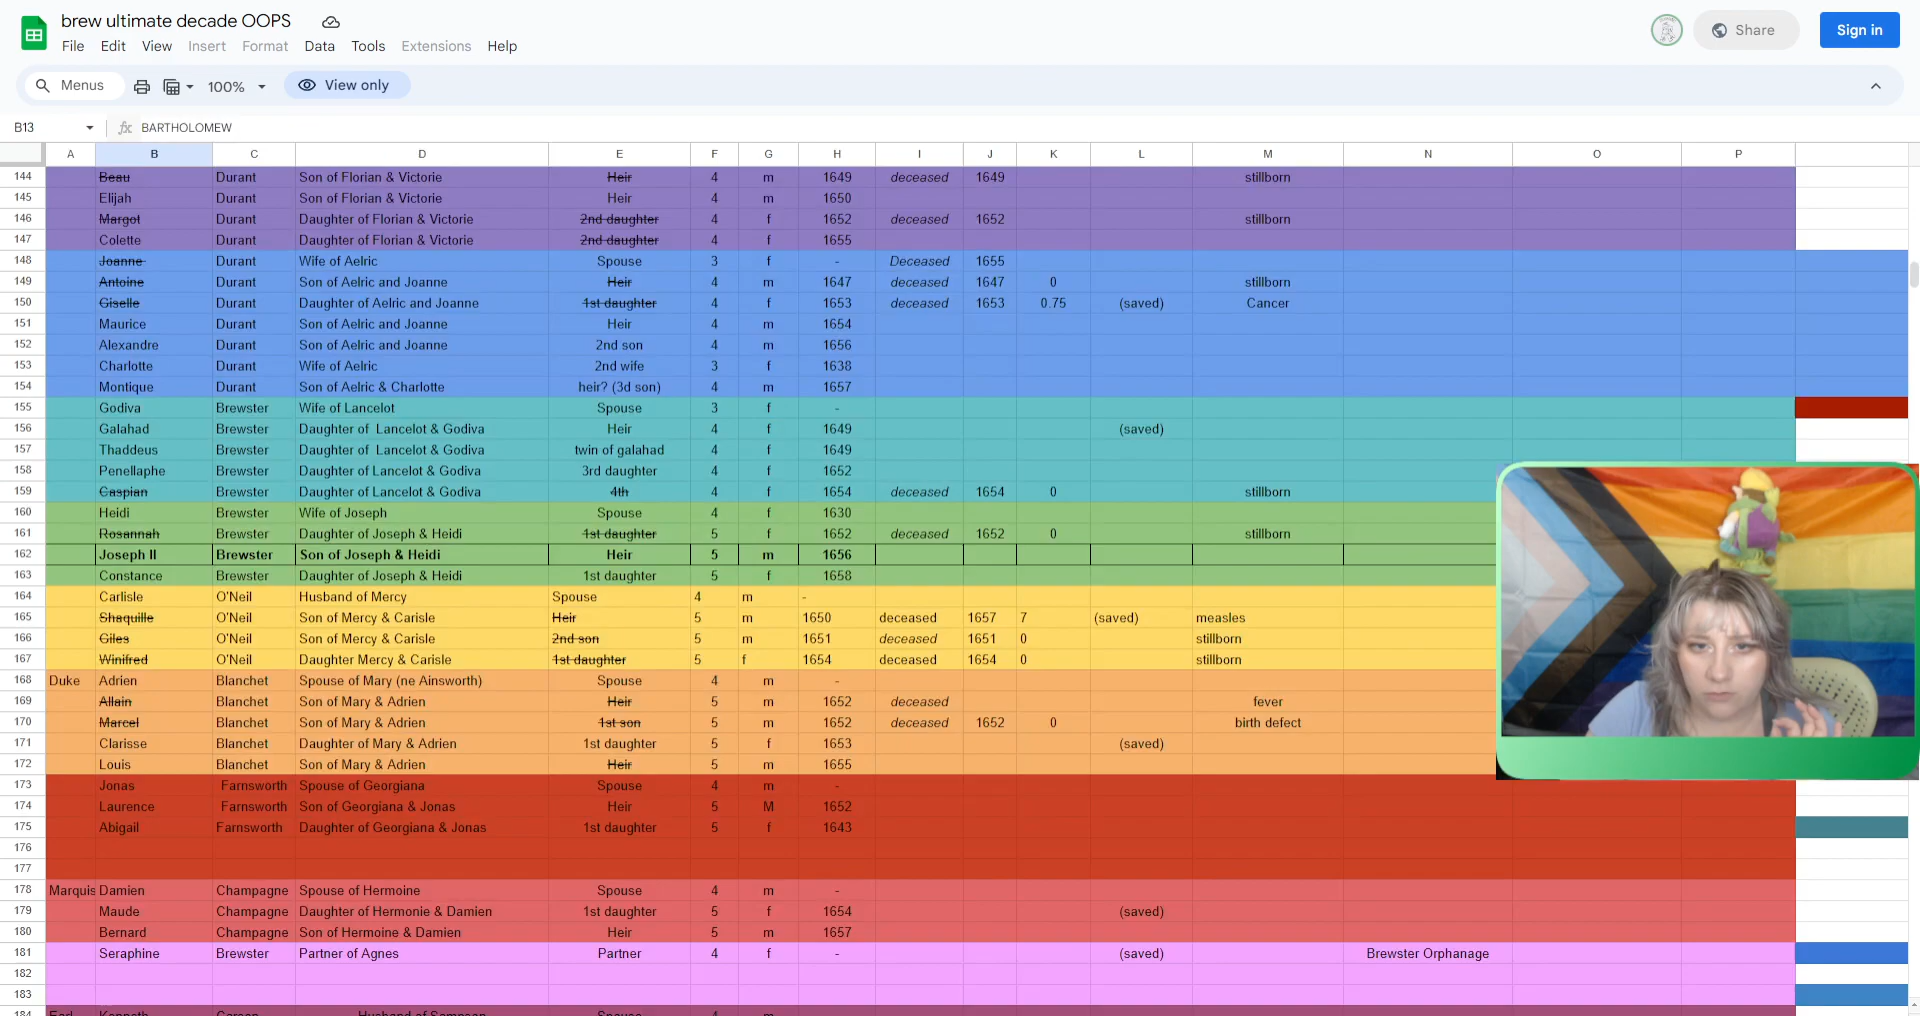 brew ultimate decade OOPS
File Edit View Insert Format Data Tools Extensions Help
Share
Sign in
Menus 100% View only
B13 fx BARTHOLOMEW
A B C D E F G H I J K L M N O P
144 Beau Durant Son of Florian & Victorie Heir 4 m 1649 deceased 1649 stillborn
145 Elijah Durant Son of Florian & Victorie Heir 4 m 1650
146 Margot Durant Daughter of Florian & Victorie 2nd daughter 4 f 1652 deceased 1652 stillborn
147 Colette Durant Daughter of Florian & Victorie 2nd daughter 4 f 1655
148 Joanne Durant Wife of Aelric Spouse 3 f - Deceased 1655
149 Antoine Durant Son of Aelric and Joanne Heir 4 m 1647 deceased 1647 0 stillborn
150 Giselle Durant Daughter of Aelric and Joanne 1st daughter 4 f 1653 deceased 1653 0.75 (saved) Cancer
151 Maurice Durant Son of Aelric and Joanne Heir 4 m 1654
152 Alexandre Durant Son of Aelric and Joanne 2nd son 4 m 1656
153 Charlotte Durant Wife of Aelric 2nd wife 3 f 1638
154 Montique Durant Son of Aelric & Charlotte heir? (3d son) 4 m 1657
155 Godiva Brewster Wife of Lancelot Spouse 3 f -
156 Galahad Brewster Daughter of Lancelot & Godiva Heir 4 f 1649 (saved)
157 Thaddeus Brewster Daughter of Lancelot & Godiva twin of galahad 4 f 1649
158 Penellaphe Brewster Daughter of Lancelot & Godiva 3rd daughter 4 f 1652
159 Caspian Brewster Daughter of Lancelot & Godiva 4th 4 f 1654 deceased 1654 0 stillborn
160 Heidi Brewster Wife of Joseph Spouse 4 f 1630
161 Rosannah Brewster Daughter of Joseph & Heidi 1st daughter 5 f 1652 deceased 1652 0 stillborn
162 Joseph II Brewster Son of Joseph & Heidi Heir 5 m 1656
163 Constance Brewster Daughter of Joseph & Heidi 1st daughter 5 f 1658
164 Carlisle O'Neil Husband of Mercy Spouse 4 m -
165 Shaquille O'Neil Son of Mercy & Carisle Heir 5 m 1650 deceased 1657 7 (saved) measles
166 Giles O'Neil Son of Mercy & Carisle 2nd son 5 m 1651 deceased 1651 0 stillborn
167 Winifred O'Neil Daughter Mercy & Carisle 1st daughter 5 f 1654 deceased 1654 0 stillborn
168 Duke Adrien Blanchet Spouse of Mary (ne Ainsworth) Spouse 4 m -
169 Allain Blanchet Son of Mary & Adrien Heir 5 m 1652 deceased fever
170 Marcel Blanchet Son of Mary & Adrien 1st son 5 m 1652 deceased 1652 0 birth defect
171 Clarisse Blanchet Daughter of Mary & Adrien 1st daughter 5 f 1653 (saved)
172 Louis Blanchet Son of Mary & Adrien Heir 5 m 1655
173 Jonas Farnsworth Spouse of Georgiana Spouse 4 m -
174 Laurence Farnsworth Son of Georgiana & Jonas Heir 5 M 1652
175 Abigail Farnsworth Daughter of Georgiana & Jonas 1st daughter 5 f 1643
176
177
178 Marquis Damien Champagne Spouse of Hermoine Spouse 4 m -
179 Maude Champagne Daughter of Hermonie & Damien 1st daughter 5 f 1654 (saved)
180 Bernard Champagne Son of Hermoine & Damien Heir 5 m 1657
181 Seraphine Brewster Partner of Agnes Partner 4 f - (saved) Brewster Orphanage
182
183
184